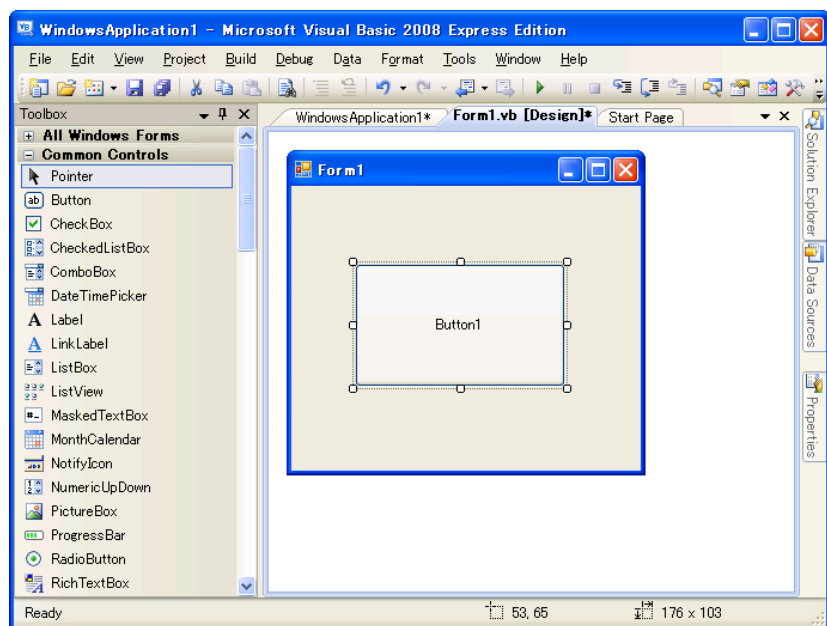 WindowsApplication1 - Microsoft Visual Basic 2008 Express Edition
File Edit View Project Build Debug Data Format Tools Window Help
Toolbox
WindowsApplication1* Form1.vb [Design]* Start Page
All Windows Forms
Common Controls
Pointer
Button
CheckBox
CheckedListBox
ComboBox
DateTimePicker
Label
LinkLabel
ListBox
ListView
MaskedTextBox
MonthCalendar
NotifyIcon
NumericUpDown
PictureBox
ProgressBar
RadioButton
RichTextBox
Form1
Button1
Solution Explorer
Data Sources
Properties
Ready 53, 65 176 x 103